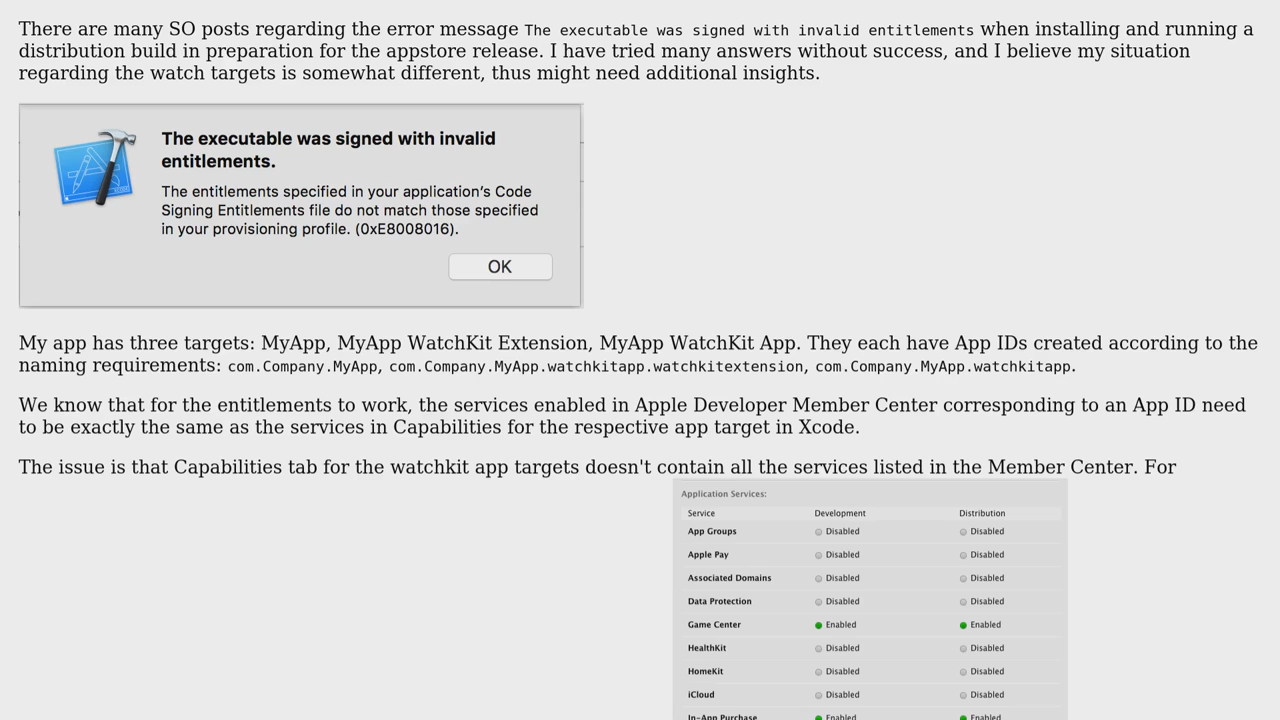 There are many SO posts regarding the error message The executable was signed with invalid entitlements when installing and running a
distribution build in preparation for the appstore release. I have tried many answers without success, and I believe my situation
regarding the watch targets is somewhat different, thus might need additional insights.
The executable was signed with invalid
entitlements.
The entitlements specified in your application's Code
Signing Entitlements file do not match those specified
in your provisioning profile. (0xE8008016).
OK
My app has three targets: MyApp, MyApp WatchKit Extension, MyApp WatchKit App. They each have App IDs created according to the
naming requirements: com.Company.MyApp, com.Company.MyApp.watchkitapp.watchkitextension, com.Company.MyApp.watchkitapp.
We know that for the entitlements to work, the services enabled in Apple Developer Member Center corresponding to an App ID need
to be exactly the same as the services in Capabilities for the respective app target in Xcode.
The issue is that Capabilities tab for the watchkit app targets doesn't contain all the services listed in the Member Center. For
Application Services:
Service Development Distribution
App Groups Disabled Disabled
Apple Pay Disabled Disabled
Associated Domains Disabled Disabled
Data Protection Disabled Disabled
Game Center Enabled Enabled
HealthKit Disabled Disabled
HomeKit Disabled Disabled
iCloud Disabled Disabled
In-App Purchase Enabled Enabled